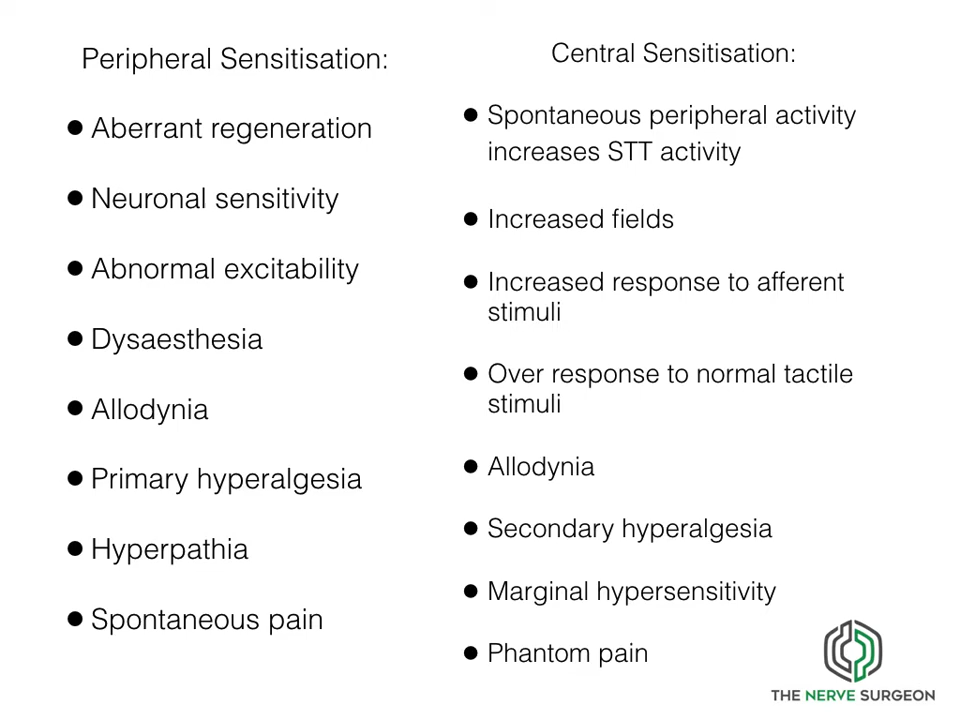 Peripheral Sensitisation:
● Aberrant regeneration
● Neuronal sensitivity
● Abnormal excitability
● Dysaesthesia
● Allodynia
● Primary hyperalgesia
● Hyperpathia
● Spontaneous pain
Central Sensitisation:
● Spontaneous peripheral activity
increases STT activity
● Increased fields
● Increased response to afferent
stimuli
● Over response to normal tactile
stimuli
● Allodynia
● Secondary hyperalgesia
● Marginal hypersensitivity
● Phantom pain
THE NERVE SURGEON